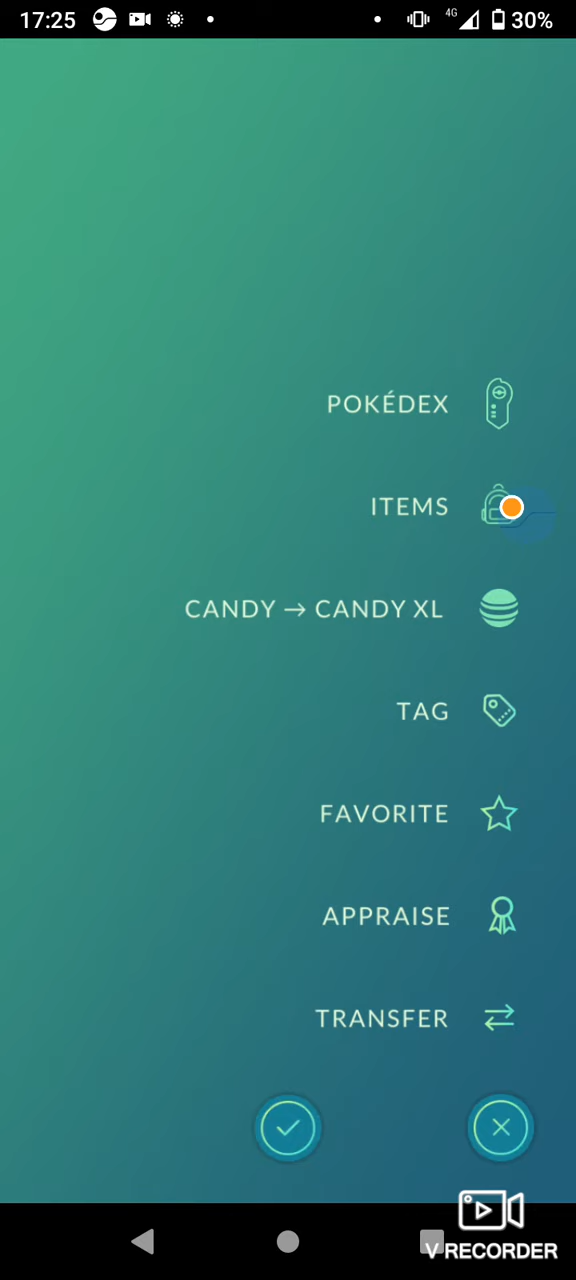 17:25 4G 30%
POKÉDEX
ITEMS
CANDY → CANDY XL
TAG
FAVORITE
APPRAISE
TRANSFER
V RECORDER